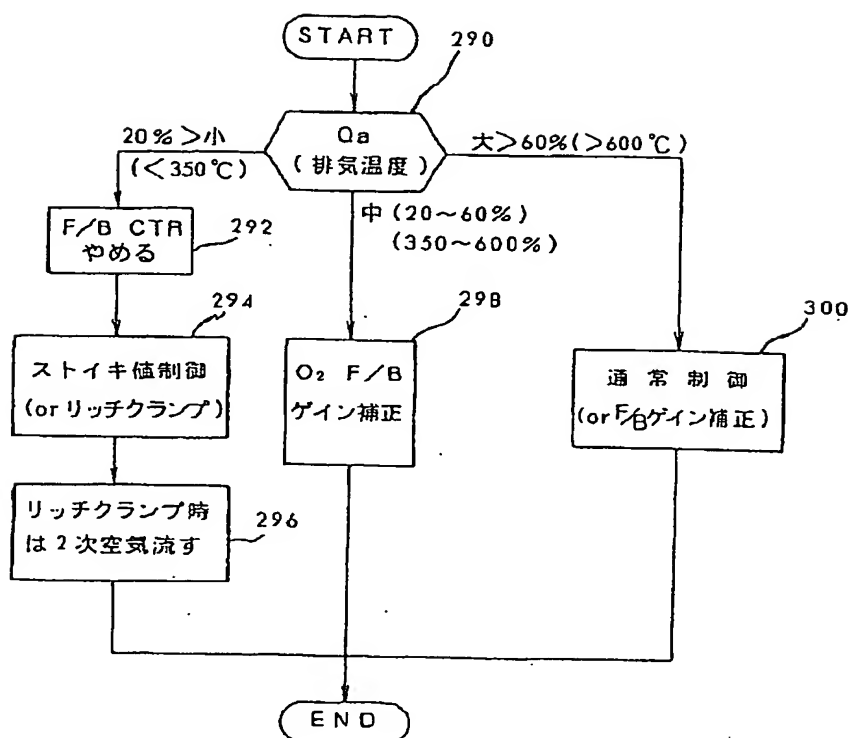 START
290
Qa
(排気温度)
20%>小
(<350℃)
大>60%(>600℃)
中(20~60%)
(350~600%)
F/B CTR
やめる
292
294
ストイキ値制御
(orリッチクランプ)
リッチクランプ時
は2次空気流す
296
298
O₂ F/B
ゲイン補正
300
通常制御
(or F/Bゲイン補正)
END